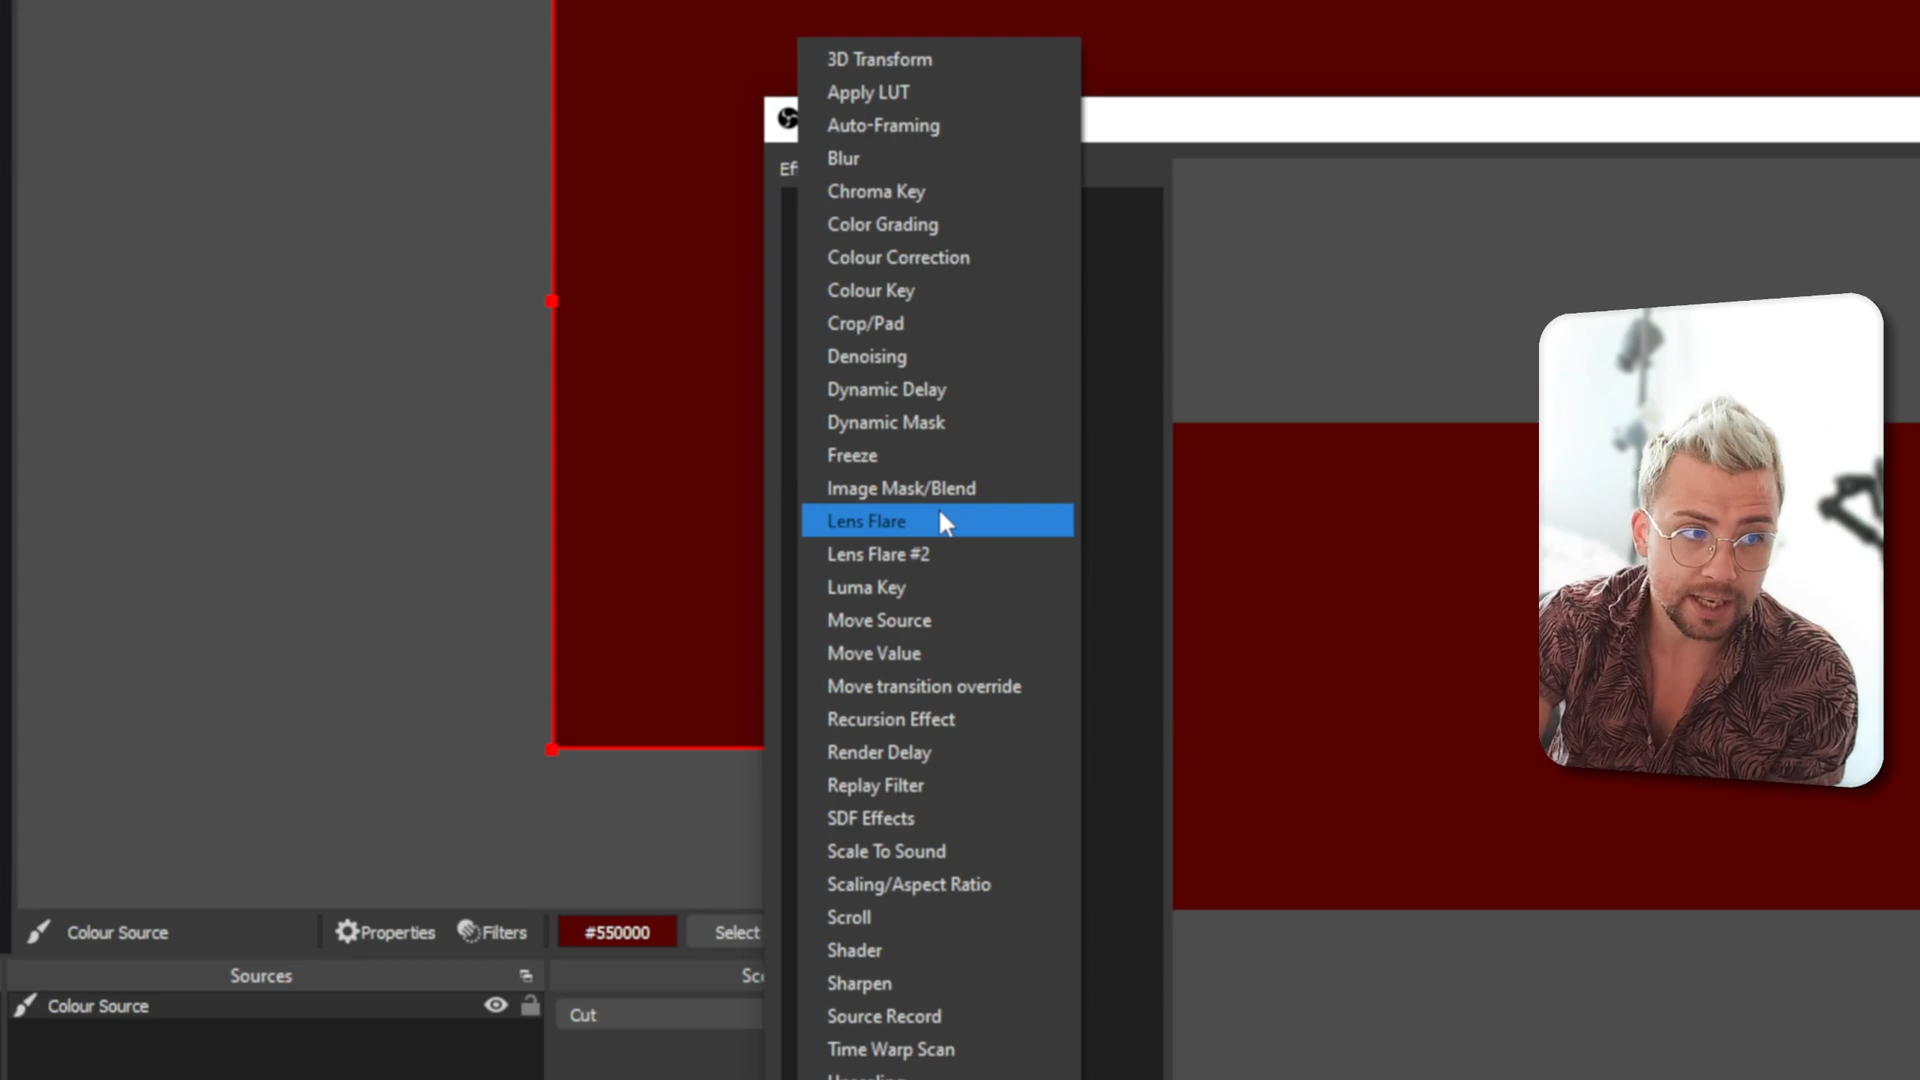 3D Transform
Apply LUT
Auto-Framing
Blur
Chroma Key
Color Grading
Colour Correction
Colour Key
Crop/Pad
Denoising
Dynamic Delay
Dynamic Mask
Freeze
Image Mask/Blend
Lens Flare
Lens Flare #2
Luma Key
Move Source
Move Value
Move transition override
Recursion Effect
Render Delay
Replay Filter
SDF Effects
Scale To Sound
Scaling/Aspect Ratio
Scroll
Shader
Sharpen
Source Record
Time Warp Scan
Colour Source Properties Filters #550000 Select
Sources
Colour Source
Cut